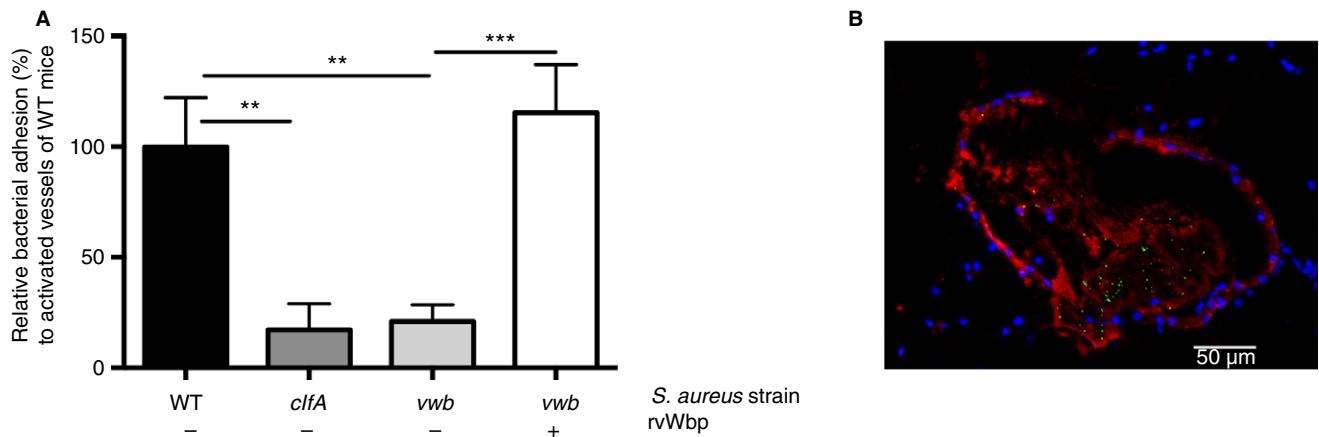 A
B
Relative bacterial adhesion (%)
to activated vessels of WT mice
150
100
50
0
**
**
***
WT clfA vwb vwb S. aureus strain
– – – + rvWbp
50 µm